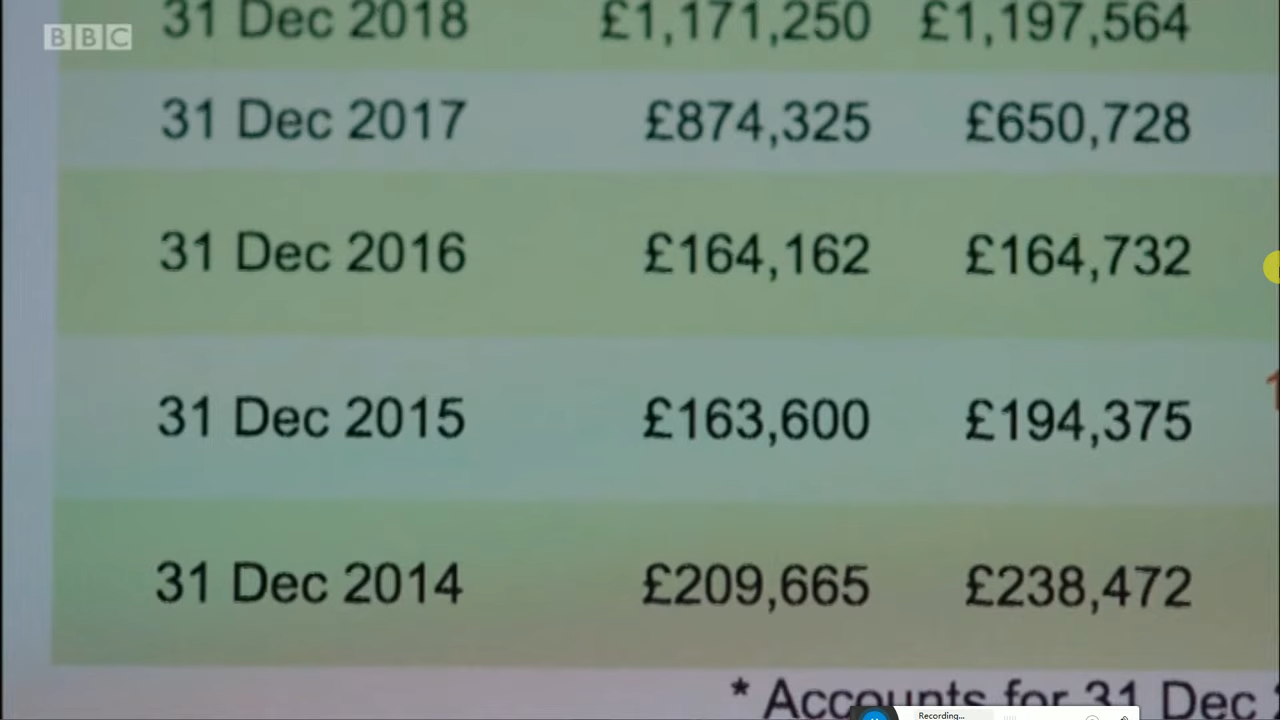 BBC
31 Dec 2018 £1,171,250 £1,197,564
31 Dec 2017 £874,325 £650,728
31 Dec 2016 £164,162 £164,732
31 Dec 2015 £163,600 £194,375
31 Dec 2014 £209,665 £238,472
* Accounts for 31 Dec
Recording...